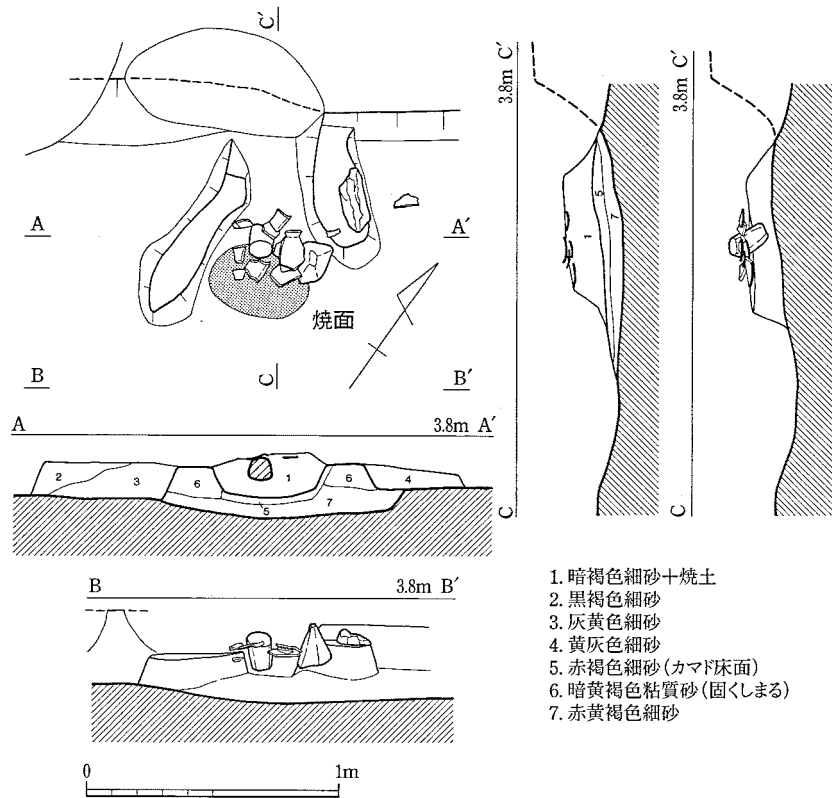 C′
3.8m C′
3.8m C′
A
A′
焼面
B
C
B′
A
3.8m A′
2
3
6
1
6
4
5
7
5
1
7
C
C
B
3.8m B′
0
1m
1. 暗褐色細砂+焼土
2. 黒褐色細砂
3. 灰黄色細砂
4. 黄灰色細砂
5. 赤褐色細砂(カマド床面)
6. 暗黄褐色粘質砂(固くしまる)
7. 赤黄褐色細砂